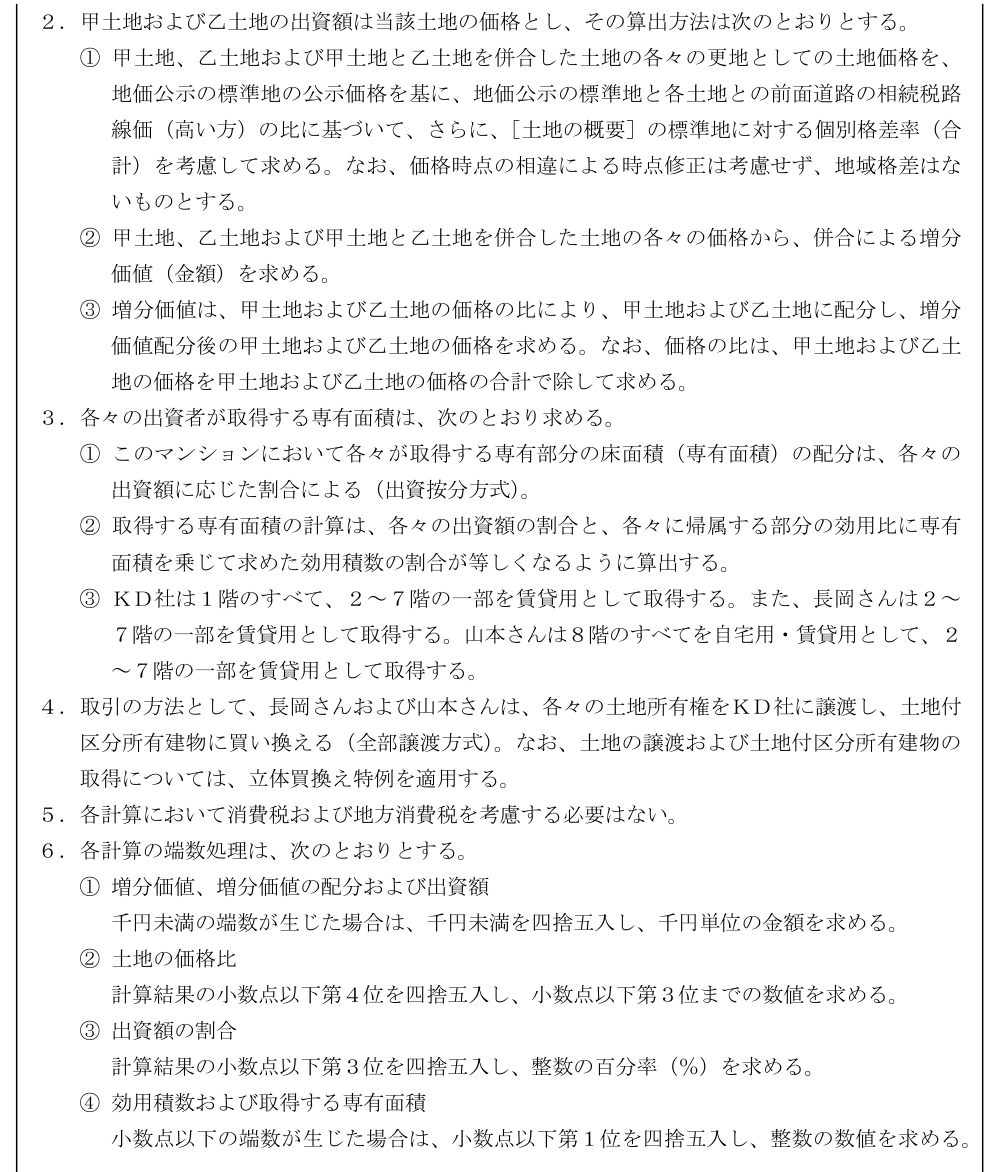 ２．甲土地および乙土地の出資額は当該土地の価格とし、その算出方法は次のとおりとする。
① 甲土地、乙土地および甲土地と乙土地を併合した土地の各々の更地としての土地価格を、
地価公示の標準地の公示価格を基に、地価公示の標準地と各土地との前面道路の相続税路
線価（高い方）の比に基づいて、さらに、［土地の概要］の標準地に対する個別格差率（合
計）を考慮して求める。なお、価格時点の相違による時点修正は考慮せず、地域格差はな
いものとする。
② 甲土地、乙土地および甲土地と乙土地を併合した土地の各々の価格から、併合による増分
価値（金額）を求める。
③ 増分価値は、甲土地および乙土地の価格の比により、甲土地および乙土地に配分し、増分
価値配分後の甲土地および乙土地の価格を求める。なお、価格の比は、甲土地および乙土
地の価格を甲土地および乙土地の価格の合計で除して求める。
３．各々の出資者が取得する専有面積は、次のとおり求める。
① このマンションにおいて各々が取得する専有部分の床面積（専有面積）の配分は、各々の
出資額に応じた割合による（出資按分方式）。
② 取得する専有面積の計算は、各々の出資額の割合と、各々に帰属する部分の効用比に専有
面積を乗じて求めた効用積数の割合が等しくなるように算出する。
③ ＫＤ社は１階のすべて、２～７階の一部を賃貸用として取得する。また、長岡さんは２～
７階の一部を賃貸用として取得する。山本さんは８階のすべてを自宅用・賃貸用として、２
～７階の一部を賃貸用として取得する。
４．取引の方法として、長岡さんおよび山本さんは、各々の土地所有権をＫＤ社に譲渡し、土地付
区分所有建物に買い換える（全部譲渡方式）。なお、土地の譲渡および土地付区分所有建物の
取得については、立体買換え特例を適用する。
５．各計算において消費税および地方消費税を考慮する必要はない。
６．各計算の端数処理は、次のとおりとする。
① 増分価値、増分価値の配分および出資額
千円未満の端数が生じた場合は、千円未満を四捨五入し、千円単位の金額を求める。
② 土地の価格比
計算結果の小数点以下第４位を四捨五入し、小数点以下第３位までの数値を求める。
③ 出資額の割合
計算結果の小数点以下第３位を四捨五入し、整数の百分率（％）を求める。
④ 効用積数および取得する専有面積
小数点以下の端数が生じた場合は、小数点以下第１位を四捨五入し、整数の数値を求める。